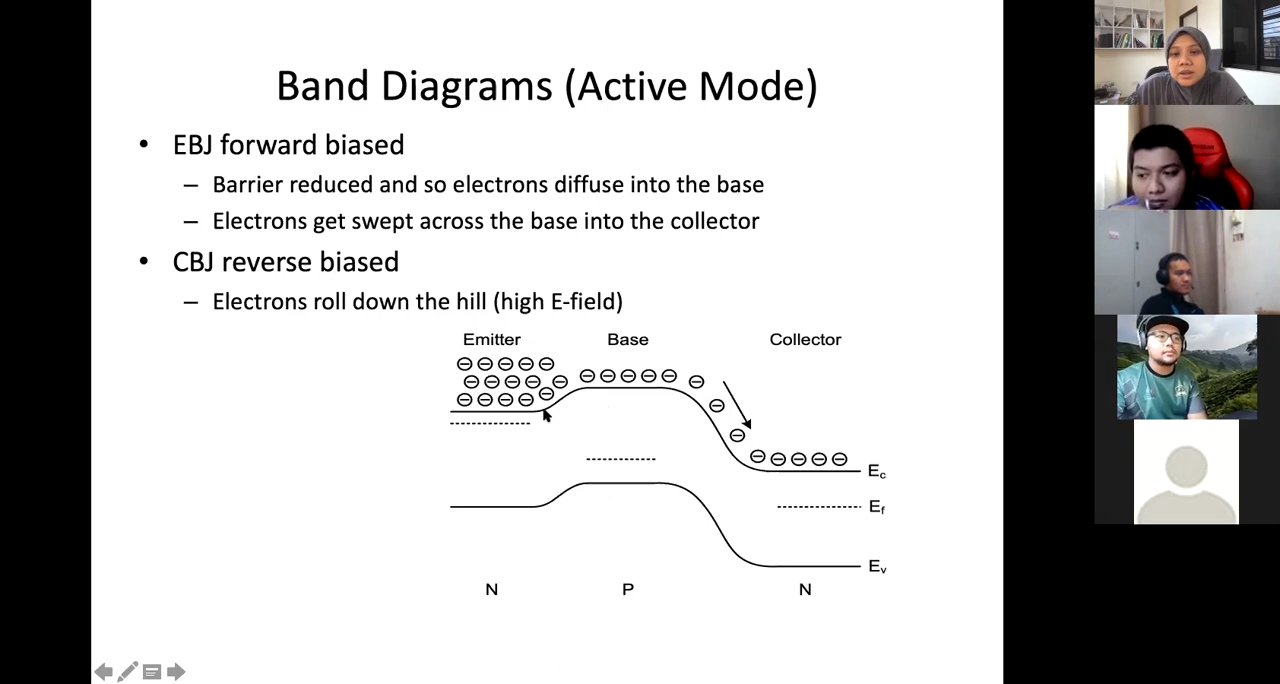 Band Diagrams (Active Mode)
• EBJ forward biased
– Barrier reduced and so electrons diffuse into the base
– Electrons get swept across the base into the collector
• CBJ reverse biased
– Electrons roll down the hill (high E-field)
Emitter Base Collector
Ec
Ef
Ev
N P N